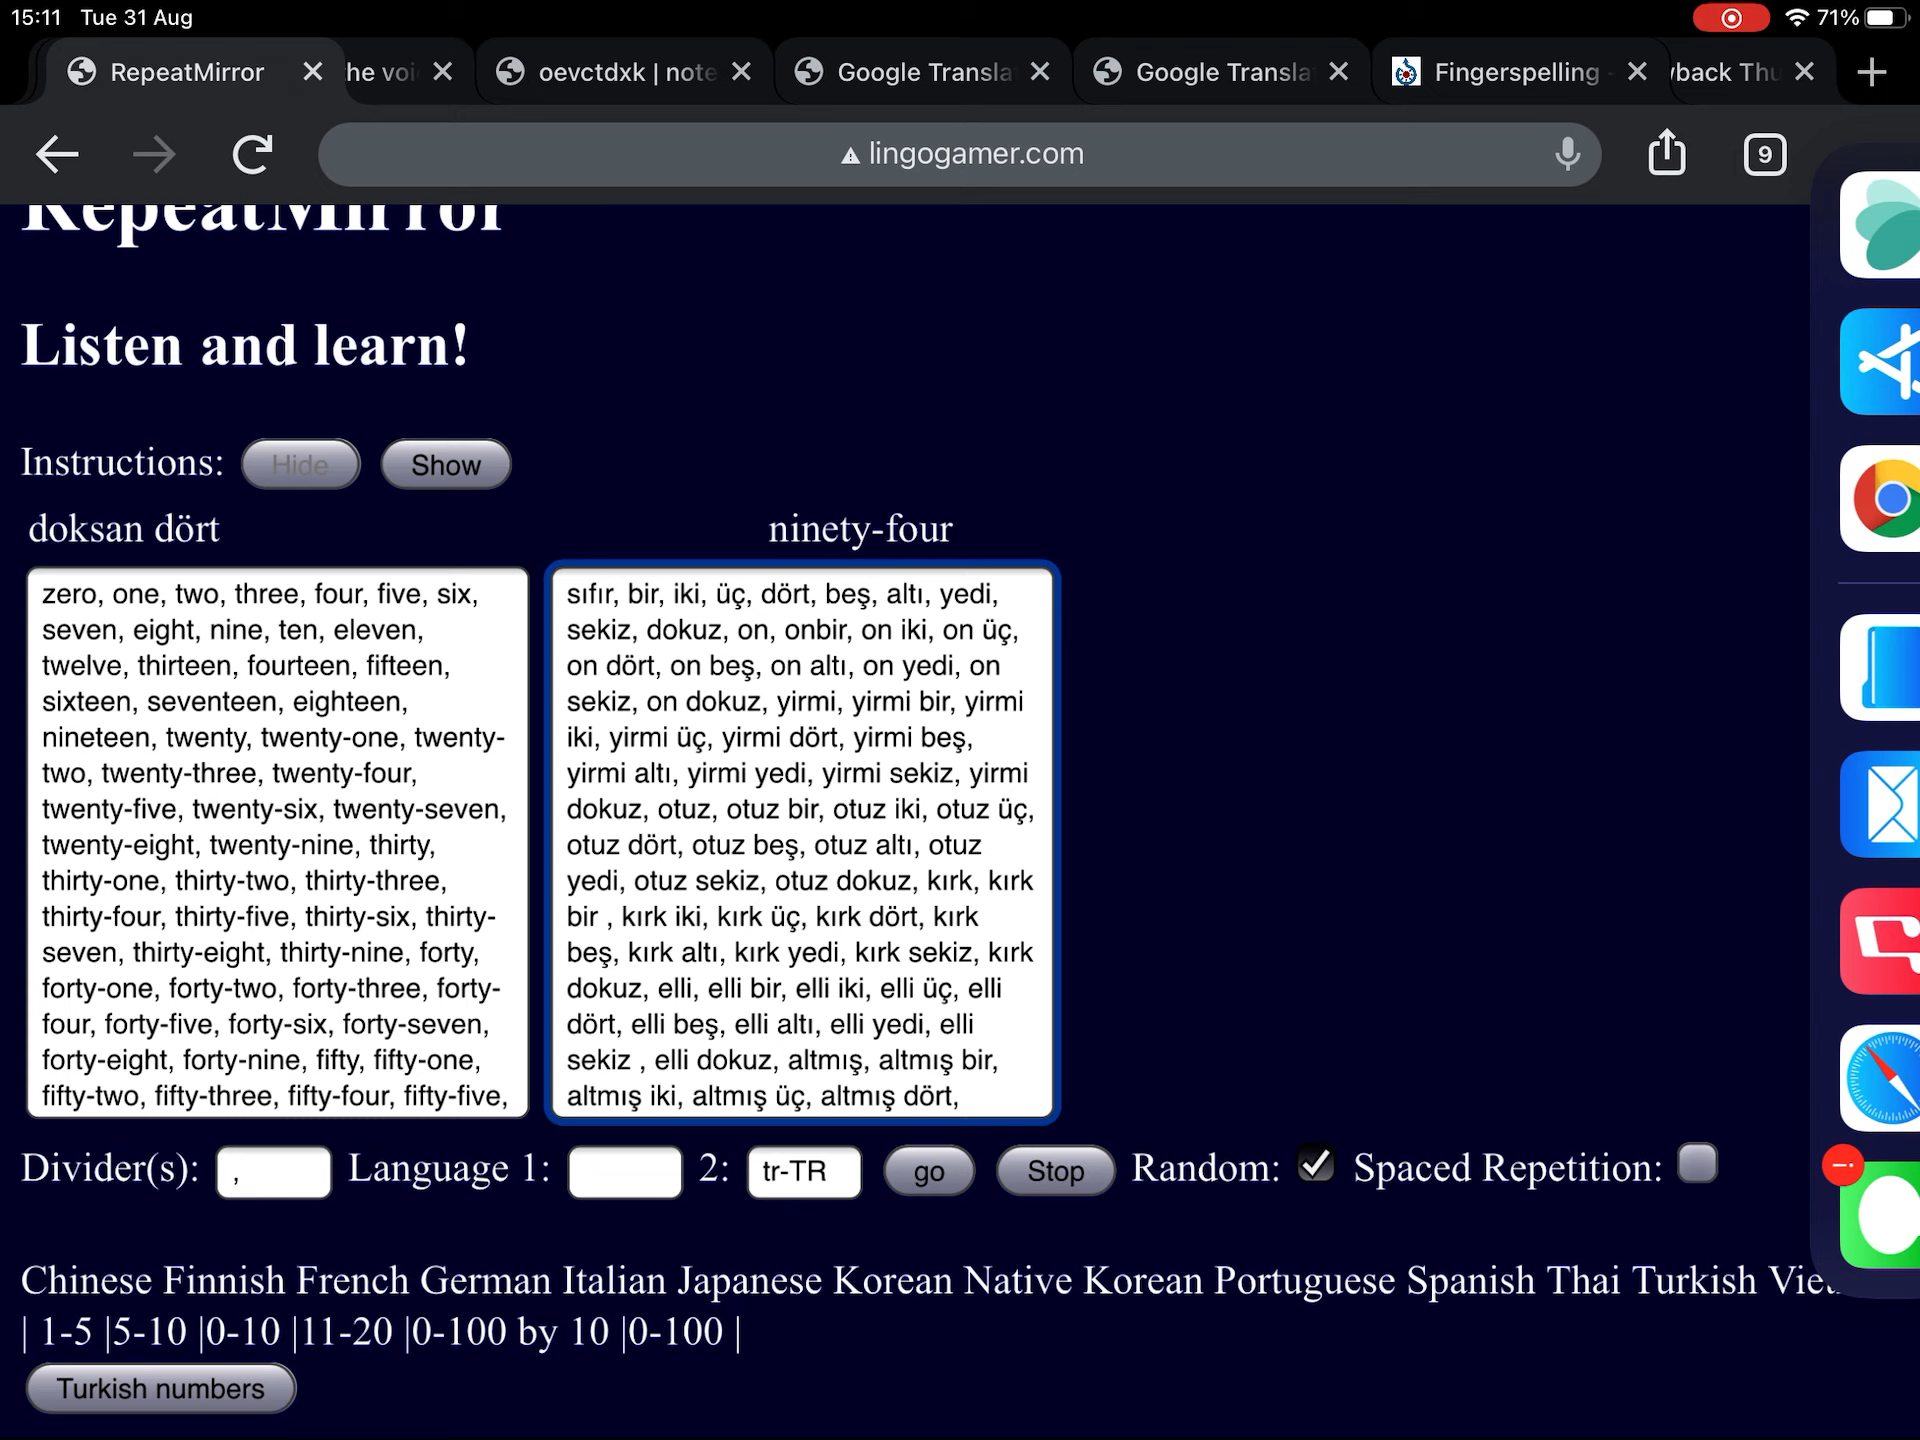 15:11 Tue 31 Aug 71%
RepeatMirror he voi oevctdxk | note Google Transla Google Transla Fingerspelling - yback Thu
lingogamer.com 9
RepeatMirror
Listen and learn!
Instructions: Hide Show
doksan dört ninety-four
zero, one, two, three, four, five, six,
seven, eight, nine, ten, eleven,
twelve, thirteen, fourteen, fifteen,
sixteen, seventeen, eighteen,
nineteen, twenty, twenty-one, twenty-
two, twenty-three, twenty-four,
twenty-five, twenty-six, twenty-seven,
twenty-eight, twenty-nine, thirty,
thirty-one, thirty-two, thirty-three,
thirty-four, thirty-five, thirty-six, thirty-
seven, thirty-eight, thirty-nine, forty,
forty-one, forty-two, forty-three, forty-
four, forty-five, forty-six, forty-seven,
forty-eight, forty-nine, fifty, fifty-one,
fifty-two, fifty-three, fifty-four, fifty-five,
sıfır, bir, iki, üç, dört, beş, altı, yedi,
sekiz, dokuz, on, onbir, on iki, on üç,
on dört, on beş, on altı, on yedi, on
sekiz, on dokuz, yirmi, yirmi bir, yirmi
iki, yirmi üç, yirmi dört, yirmi beş,
yirmi altı, yirmi yedi, yirmi sekiz, yirmi
dokuz, otuz, otuz bir, otuz iki, otuz üç,
otuz dört, otuz beş, otuz altı, otuz
yedi, otuz sekiz, otuz dokuz, kırk, kırk
bir , kırk iki, kırk üç, kırk dört, kırk
beş, kırk altı, kırk yedi, kırk sekiz, kırk
dokuz, elli, elli bir, elli iki, elli üç, elli
dört, elli beş, elli altı, elli yedi, elli
sekiz , elli dokuz, altmış, altmış bir,
altmış iki, altmış üç, altmış dört,
Divider(s): , Language 1: 2: tr-TR go Stop Random: Spaced Repetition:
Chinese Finnish French German Italian Japanese Korean Native Korean Portuguese Spanish Thai Turkish Vie
| 1-5 |5-10 |0-10 |11-20 |0-100 by 10 |0-100 |
Turkish numbers